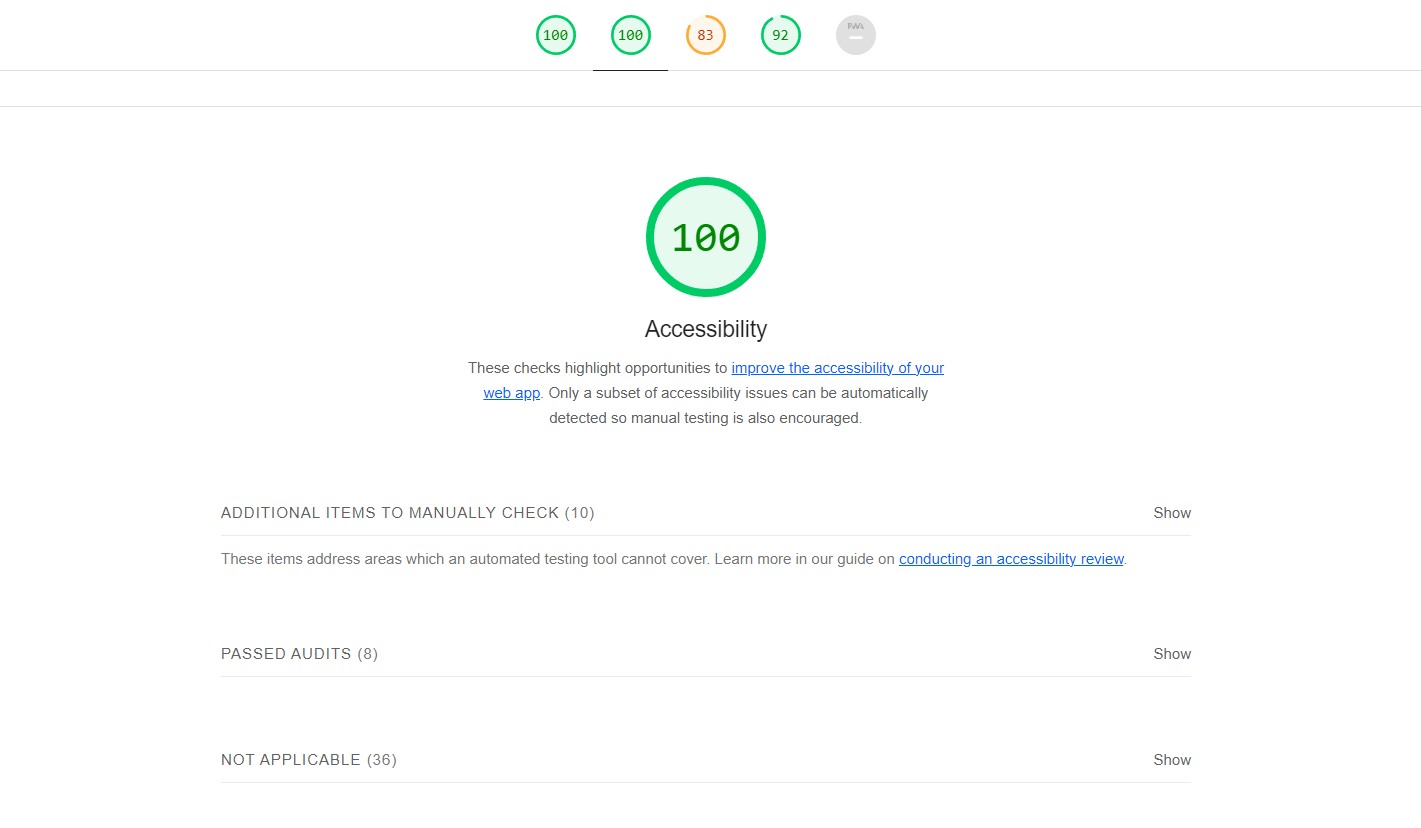 100 100 83 92 PWA
100
Accessibility
These checks highlight opportunities to improve the accessibility of your
web app. Only a subset of accessibility issues can be automatically
detected so manual testing is also encouraged.
ADDITIONAL ITEMS TO MANUALLY CHECK (10) Show
These items address areas which an automated testing tool cannot cover. Learn more in our guide on conducting an accessibility review.
PASSED AUDITS (8) Show
NOT APPLICABLE (36) Show